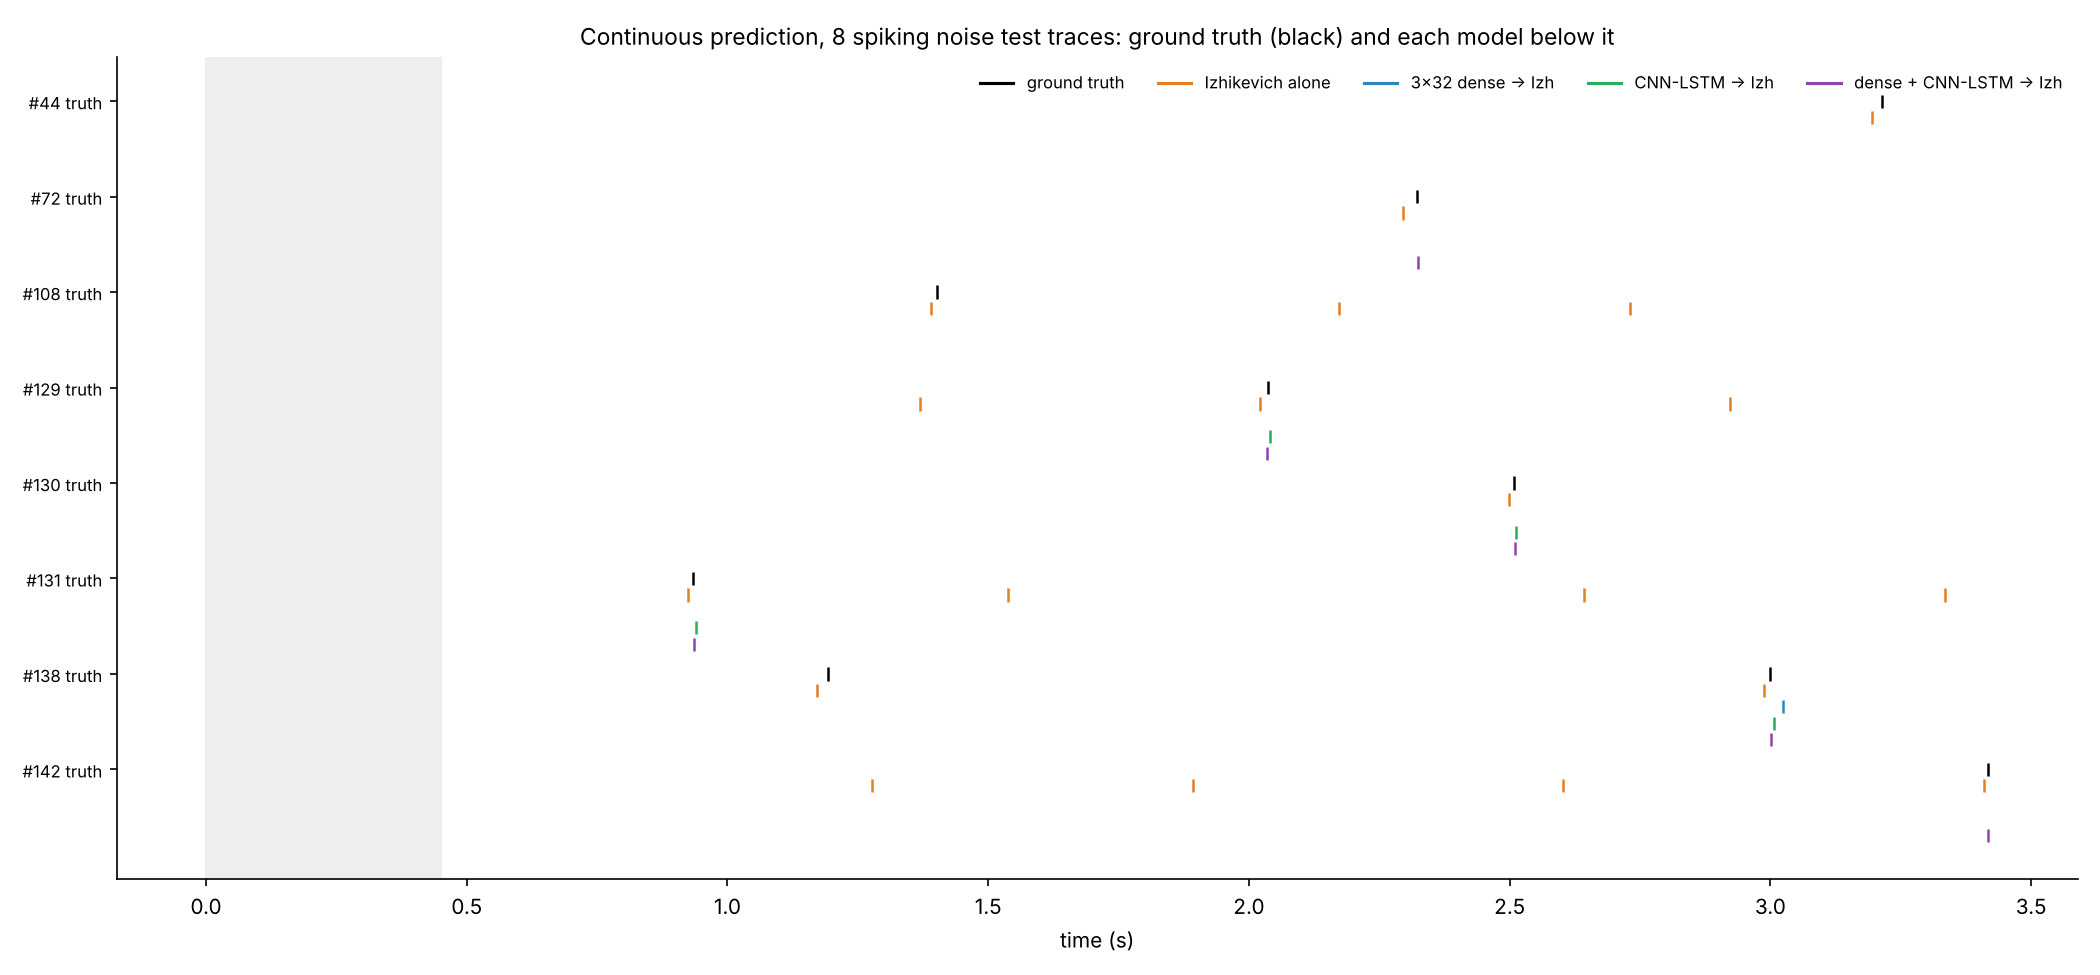 Continuous prediction, 8 spiking noise test traces: ground truth (black) and each model below it
ground truth
Izhikevich alone
3×32 dense → Izh
CNN-LSTM → Izh
dense + CNN-LSTM → Izh
#44 truth
#72 truth
#108 truth
#129 truth
#130 truth
#131 truth
#138 truth
#142 truth
0.0 0.5 1.0 1.5 2.0 2.5 3.0 3.5
time (s)